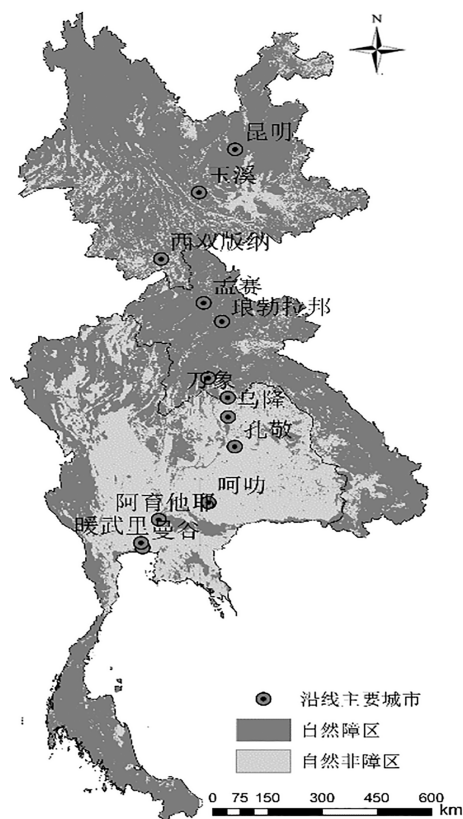 N
昆明
玉溪
西双版纳
孟赛
琅勃拉邦
万象
乌隆
孔敬
呵叻
阿育他耶
暖武里曼谷
沿线主要城市
自然障区
自然非障区
0 75 150 300 450 600
km